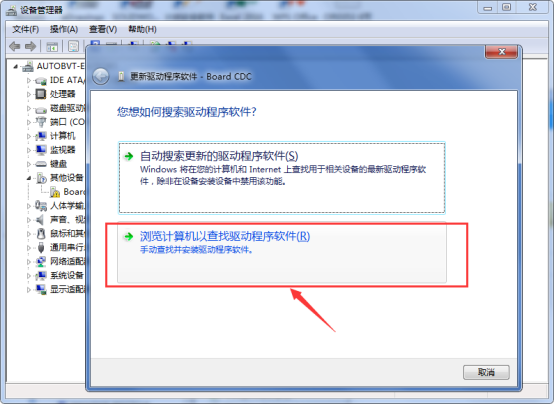 设备管理器
文件(F) 操作(A) 查看(V) 帮助(H)
AUTOBVT-E
IDE ATA/
处理器
磁盘驱动
端口 (CO
计算机
监视器
键盘
其他设备
Board
人体学输
声音、视
鼠标和其
通用串行
网络适配
系统设备
显示适配
更新驱动程序软件 - Board CDC
您想如何搜索驱动程序软件?
自动搜索更新的驱动程序软件(S)
Windows 将在您的计算机和 Internet 上查找用于相关设备的最新驱动程序软
件，除非在设备安装设置中禁用该功能。
浏览计算机以查找驱动程序软件(R)
手动查找并安装驱动程序软件。
取消